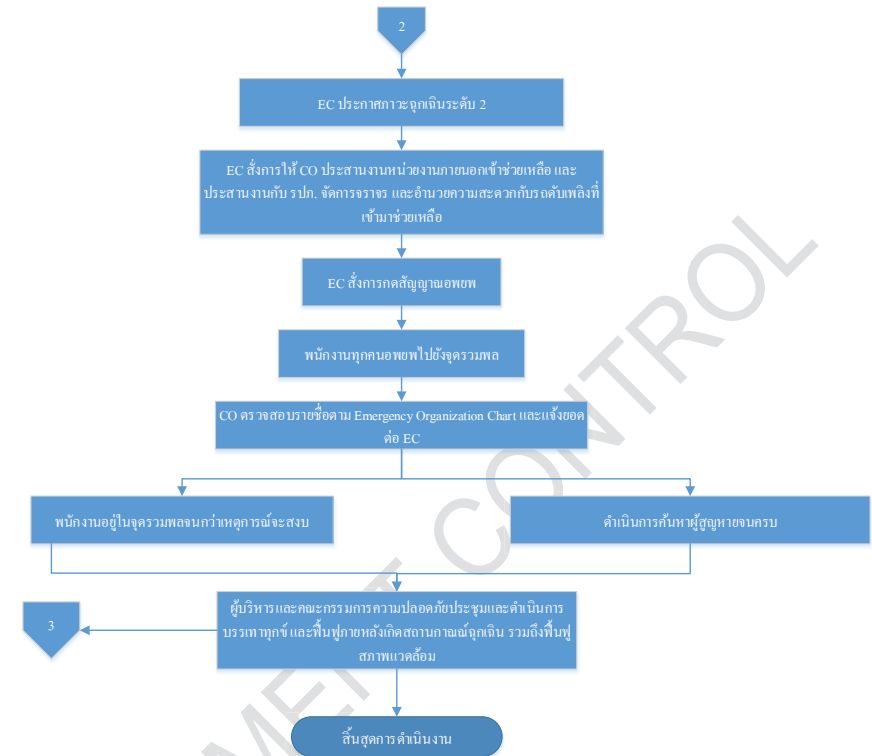 2
EC ประกาศภาวะฉุกเฉินระดับ 2
EC สั่งการให้ CO ประสานงานหน่วยงานภายนอกเข้าช่วยเหลือ และ
ประสานงานกับ รปภ. จัดการจราจร และอำนวยความสะดวกกับรถดับเพลิงที่
เข้ามาช่วยเหลือ
EC สั่งการกดสัญญาณอพยพ
พนักงานทุกคนอพยพไปยังจุดรวมพล
CO ตรวจสอบรายชื่อตาม Emergency Organization Chart และแจ้งยอด
ต่อ EC
พนักงานอยู่ในจุดรวมพลจนกว่าเหตุการณ์จะสงบ
ดำเนินการค้นหาผู้สูญหายจนครบ
ผู้บริหารและคณะกรรมการความปลอดภัยประชุมและดำเนินการ
บรรเทาทุกข์ และฟื้นฟูภายหลังเกิดสถานกาณณ์ฉุกเฉิน รวมถึงฟื้นฟู
สภาพแวดล้อม
3
สิ้นสุดการดำเนินงาน
MENT CONTROL